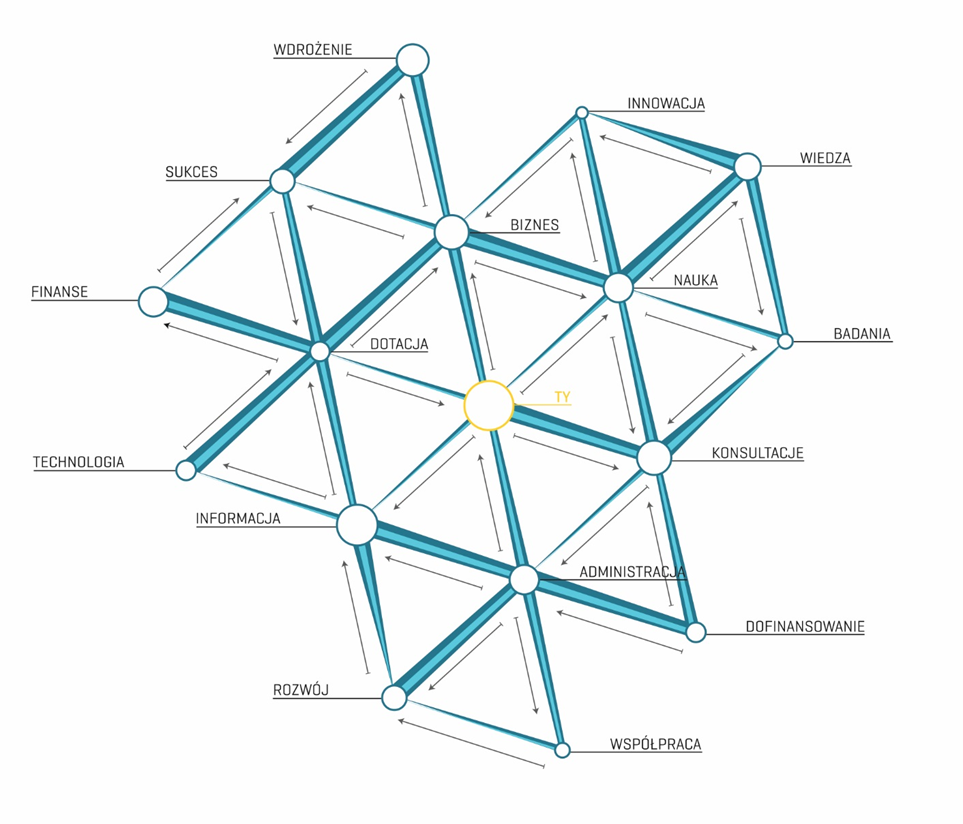 WDROŻENIE
INNOWACJA
WIEDZA
SUKCES
BIZNES
NAUKA
FINANSE
BADANIA
DOTACJA
TY
KONSULTACJE
TECHNOLOGIA
INFORMACJA
ADMINISTRACJA
DOFINANSOWANIE
ROZWÓJ
WSPÓŁPRACA